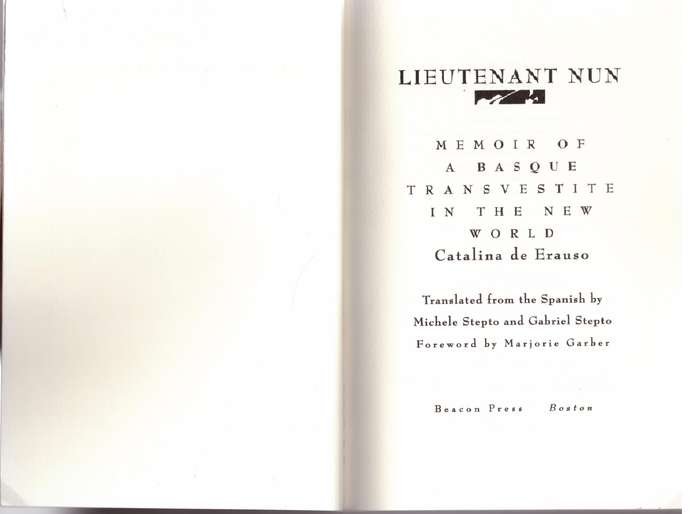 LIEUTENANT NUN
MEMOIR OF
A BASQUE
TRANSVESTITE
IN THE NEW
WORLD
Catalina de Erauso
Translated from the Spanish by
Michele Stepto and Gabriel Stepto
Foreword by Marjorie Garber
Beacon Press Boston